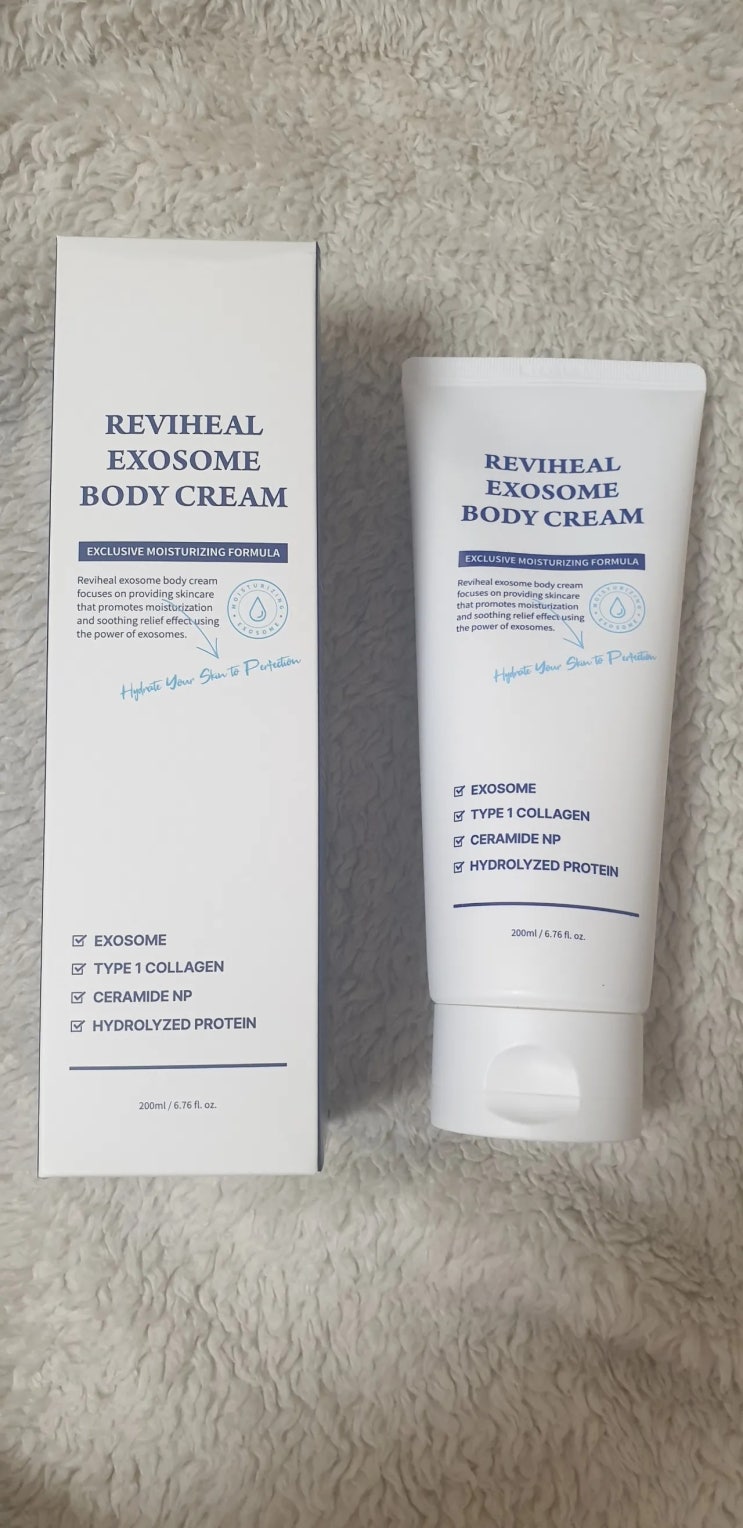 REVIHEAL
EXOSOME
BODY CREAM
EXCLUSIVE MOISTURIZING FORMULA
Reviheal exosome body cream
focuses on providing skincare
that promotes moisturization
and soothing relief effect using
the power of exosomes.
MOISTURIZING
EXOSOME
Hydrate Your Skin to Perfection
EXOSOME
TYPE 1 COLLAGEN
CERAMIDE NP
HYDROLYZED PROTEIN
200ml / 6.76 fl. oz.
REVIHEAL
EXOSOME
BODY CREAM
EXCLUSIVE MOISTURIZING FORMULA
Reviheal exosome body cream
focuses on providing skincare
that promotes moisturization
and soothing relief effect using
the power of exosomes.
MOISTURIZING
EXOSOME
Hydrate Your Skin to Perfection
EXOSOME
TYPE 1 COLLAGEN
CERAMIDE NP
HYDROLYZED PROTEIN
200ml / 6.76 fl. oz.